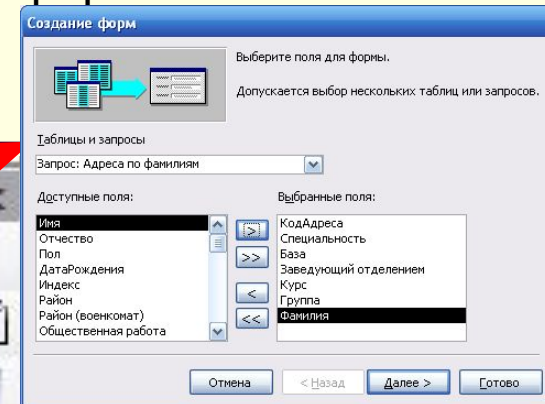 Создание форм
Выберите поля для формы.
Допускается выбор нескольких таблиц или запросов.
Таблицы и запросы
Запрос: Адреса по фамилиям
Доступные поля:
Имя
Отчество
Пол
ДатаРождения
Индекс
Район
Район (военкомат)
Общественная работа
>
>>
<
<<
Выбранные поля:
КодАдреса
Специальность
База
Заведующий отделением
Курс
Группа
Фамилия
Отмена
< Назад
Далее >
Готово